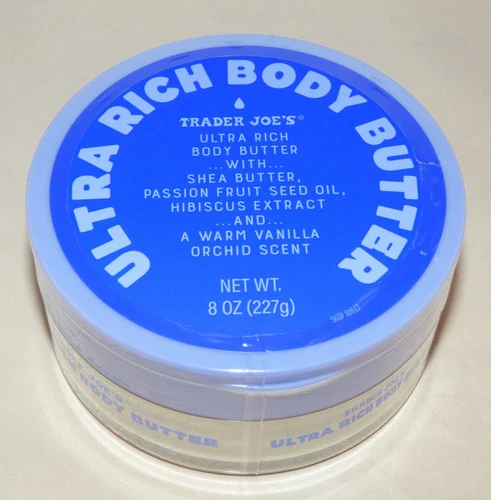 ULTRA RICH BODY BUTTER
TRADER JOE'S®
ULTRA RICH
BODY BUTTER
...WITH...
SHEA BUTTER,
PASSION FRUIT SEED OIL,
HIBISCUS EXTRACT
...AND...
A WARM VANILLA
ORCHID SCENT
NET WT.
8 OZ (227g)
JOE'S
BODY BUTTER
TRADER JOE'S
ULTRA RICH BODY